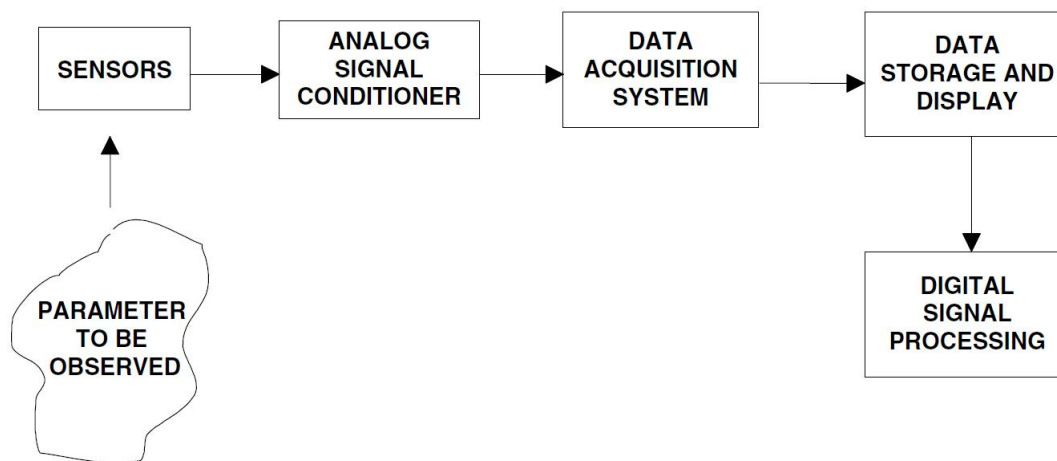 SENSORS
ANALOG
SIGNAL
CONDITIONER
DATA
ACQUISITION
SYSTEM
DATA
STORAGE AND
DISPLAY
PARAMETER
TO BE
OBSERVED
DIGITAL
SIGNAL
PROCESSING